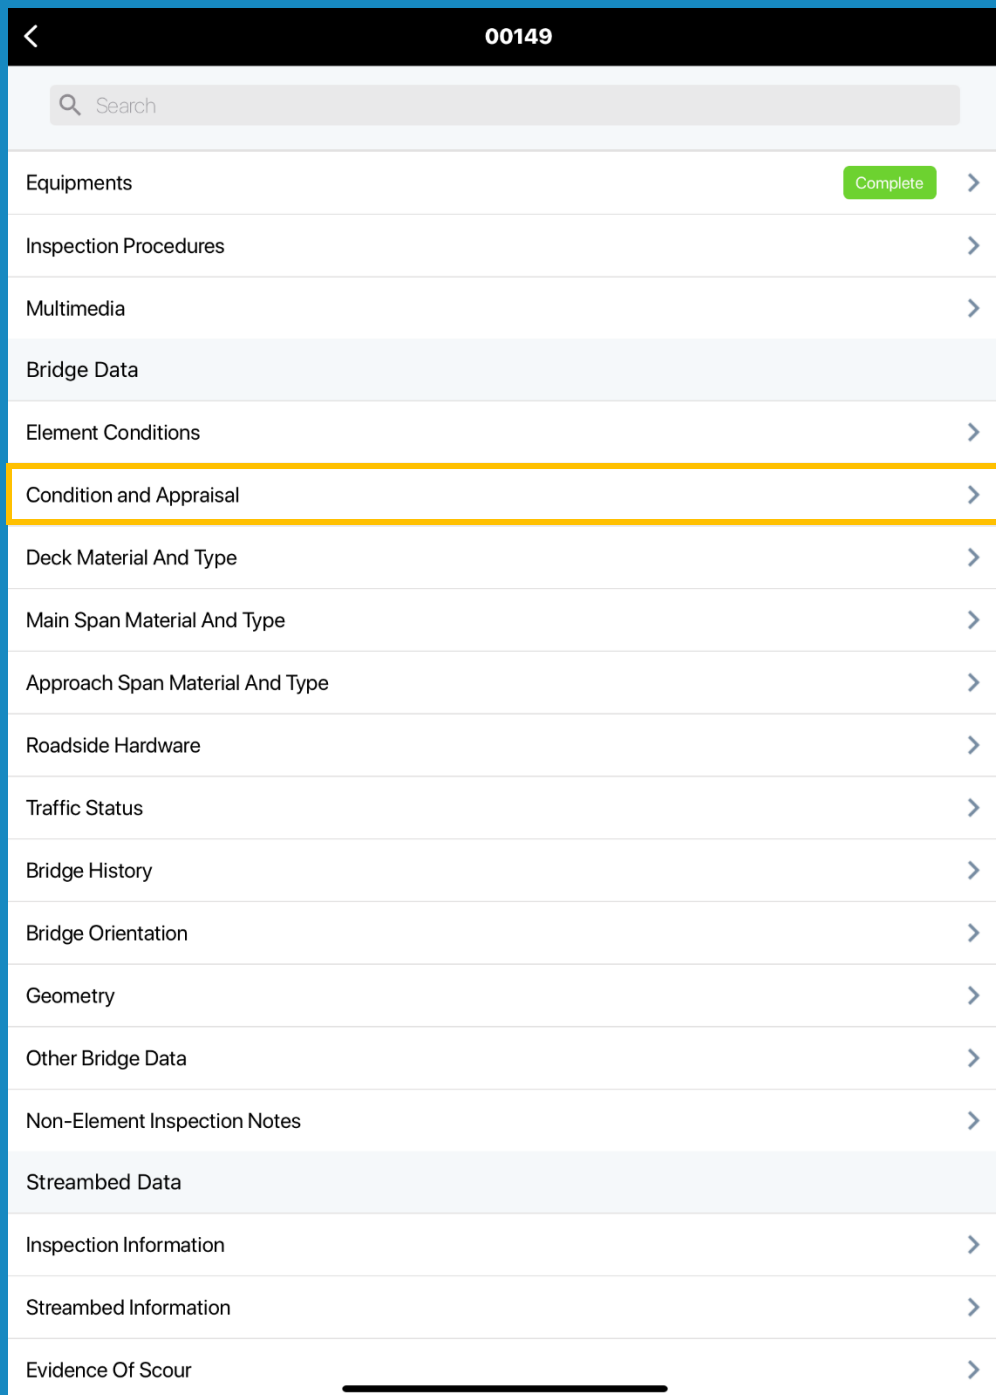 00149
Search
Equipments Complete
Inspection Procedures
Multimedia
Bridge Data
Element Conditions
Condition and Appraisal
Deck Material And Type
Main Span Material And Type
Approach Span Material And Type
Roadside Hardware
Traffic Status
Bridge History
Bridge Orientation
Geometry
Other Bridge Data
Non-Element Inspection Notes
Streambed Data
Inspection Information
Streambed Information
Evidence Of Scour